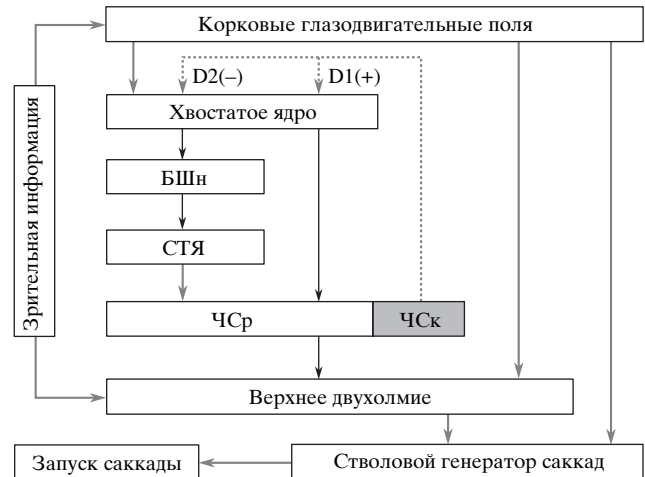 Корковые глазодвигательные поля
D2(–) D1(+)
Хвостатое ядро
Зрительная информация
БШн
СТЯ
ЧСр ЧСк
Верхнее двухолмие
Запуск саккады Стволовой генератор саккад